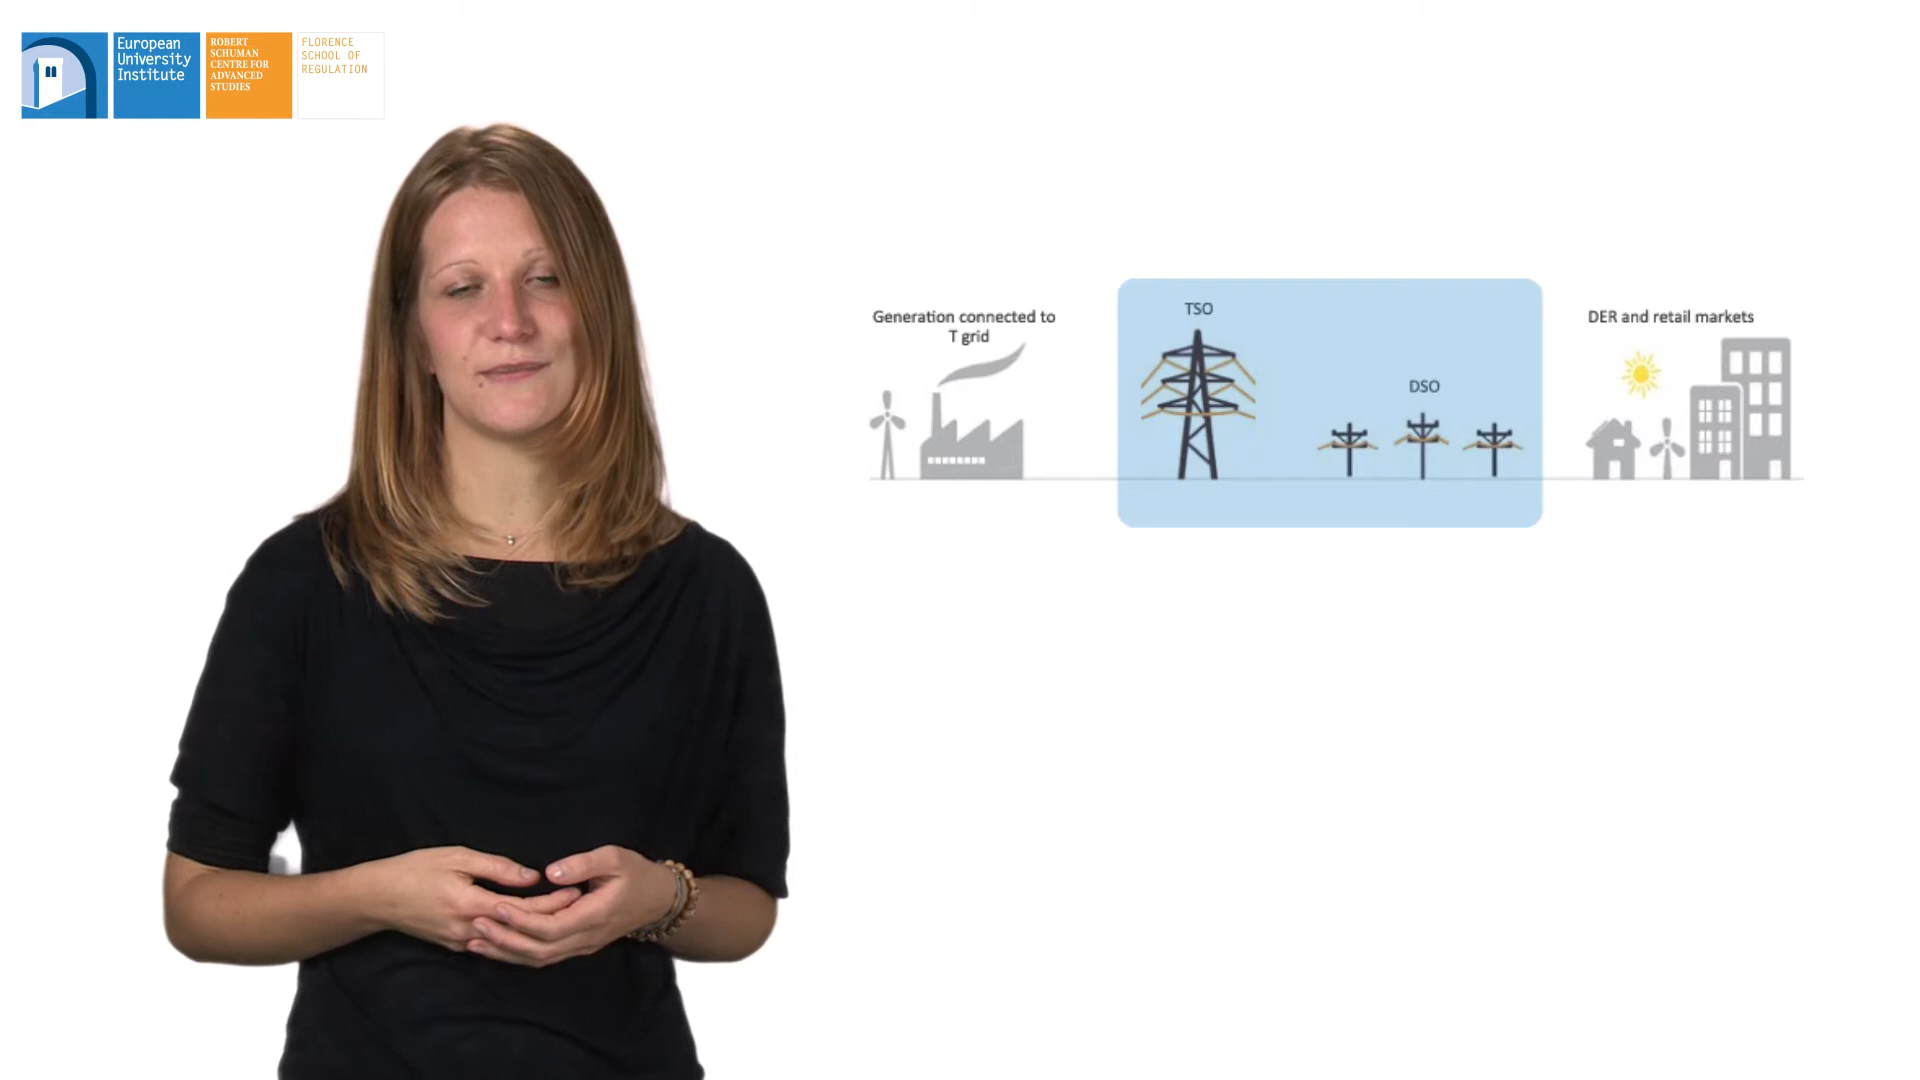 European
University
Institute
ROBERT
SCHUMAN
CENTRE FOR
ADVANCED
STUDIES
FLORENCE
SCHOOL OF
REGULATION
Generation connected to
T grid
TSO
DSO
DER and retail markets